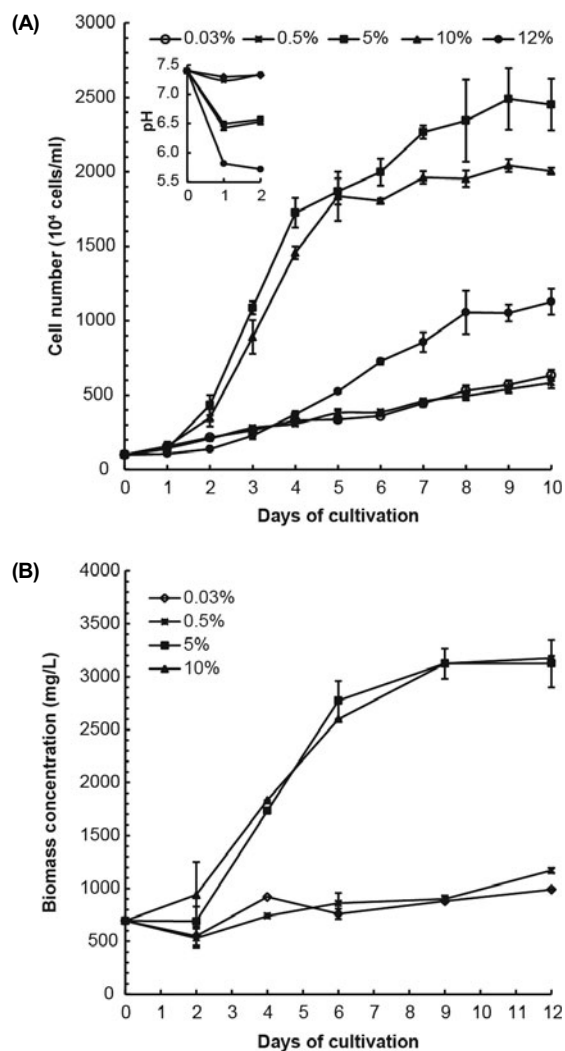 (A)
0.03% 0.5% 5% 10% 12%
3000
2500
2000
1500
1000
500
0
Cell number (10⁴ cells/ml)
7.5
6.5
5.5
pH
0 1 2
0 1 2 3 4 5 6 7 8 9 10
Days of cultivation
(B)
0.03%
0.5%
5%
10%
4000
3500
3000
2500
2000
1500
1000
500
0
Biomass concentration (mg/L)
0 1 2 3 4 5 6 7 8 9 10 11 12
Days of cultivation